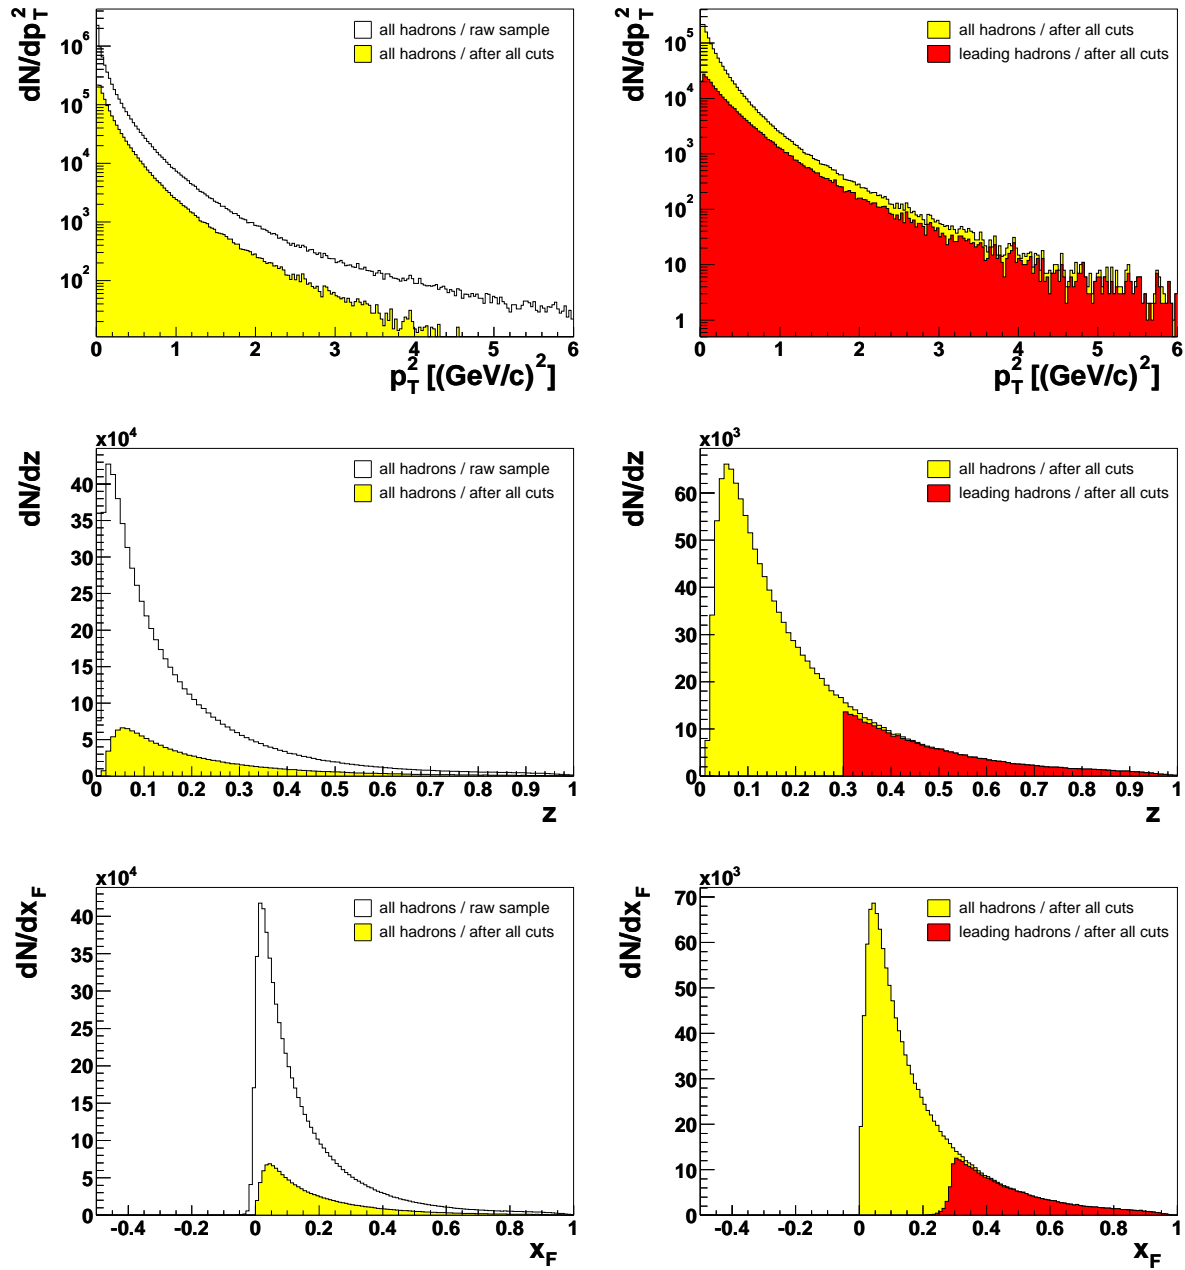 dN/dp_T^2
all hadrons / raw sample
all hadrons / after all cuts
10^6
10^5
10^4
10^3
10^2
0 1 2 3 4 5 6
p_T^2 [(GeV/c)^2]
dN/dp_T^2
all hadrons / after all cuts
leading hadrons / after all cuts
10^5
10^4
10^3
10^2
10
1
0 1 2 3 4 5 6
p_T^2 [(GeV/c)^2]
x10^4
dN/dz
all hadrons / raw sample
all hadrons / after all cuts
40
35
30
25
20
15
10
5
0
0 0.1 0.2 0.3 0.4 0.5 0.6 0.7 0.8 0.9 1
z
x10^3
dN/dz
all hadrons / after all cuts
leading hadrons / after all cuts
60
50
40
30
20
10
0
0 0.1 0.2 0.3 0.4 0.5 0.6 0.7 0.8 0.9 1
z
x10^4
dN/dx_F
all hadrons / raw sample
all hadrons / after all cuts
40
35
30
25
20
15
10
5
0
-0.4 -0.2 0 0.2 0.4 0.6 0.8 1
x_F
x10^3
dN/dx_F
all hadrons / after all cuts
leading hadrons / after all cuts
70
60
50
40
30
20
10
0
-0.4 -0.2 0 0.2 0.4 0.6 0.8 1
x_F